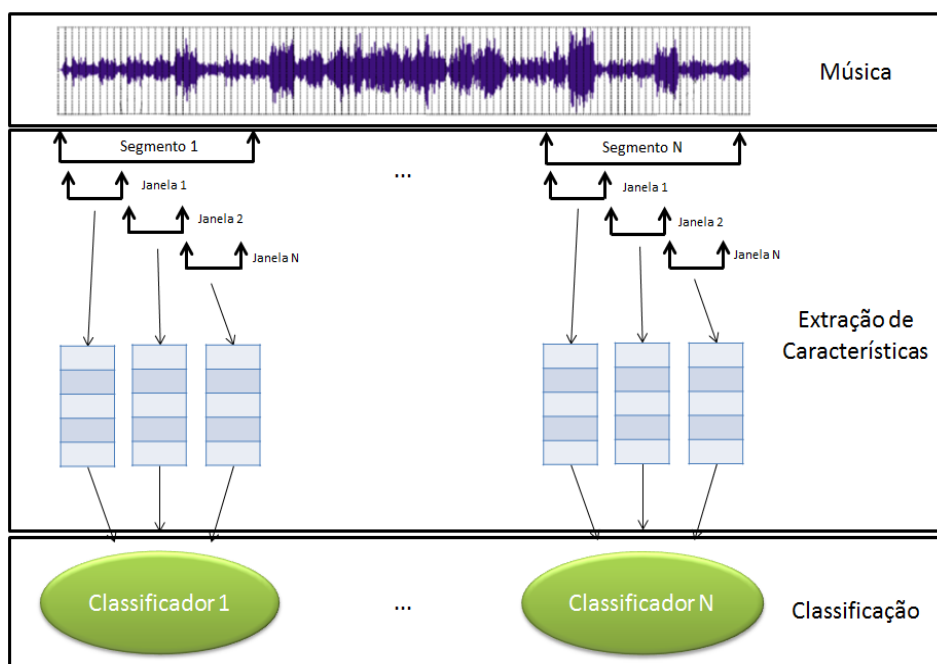 Música
Segmento 1
...
Segmento N
Janela 1
Janela 1
Janela 2
Janela 2
Janela N
Janela N
Extração de
Característicasa
Classificador 1
...
Classificador N
Classificação